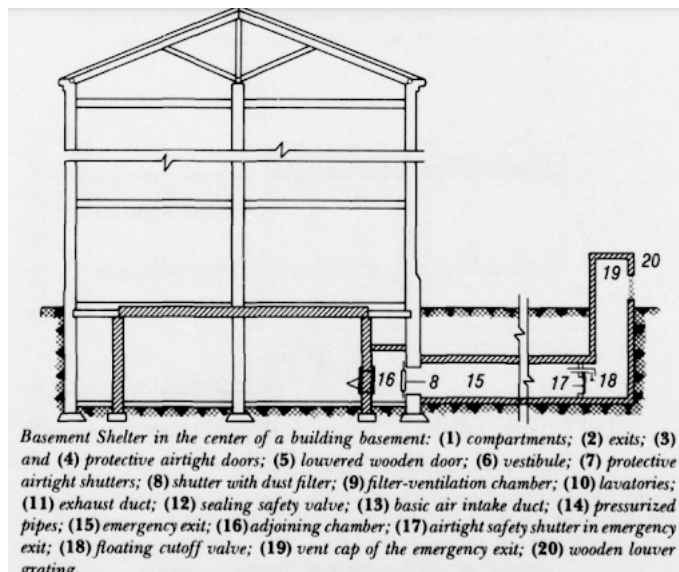 20
19
16
8
15
17
18
Basement Shelter in the center of a building basement: (1) compartments; (2) exits; (3)
and (4) protective airtight doors; (5) louvered wooden door; (6) vestibule; (7) protective
airtight shutters; (8) shutter with dust filter; (9) filter-ventilation chamber; (10) lavatories;
(11) exhaust duct; (12) sealing safety valve; (13) basic air intake duct; (14) pressurized
pipes; (15) emergency exit; (16) adjoining chamber; (17) airtight safety shutter in emergency
exit; (18) floating cutoff valve; (19) vent cap of the emergency exit; (20) wooden louver
grating.